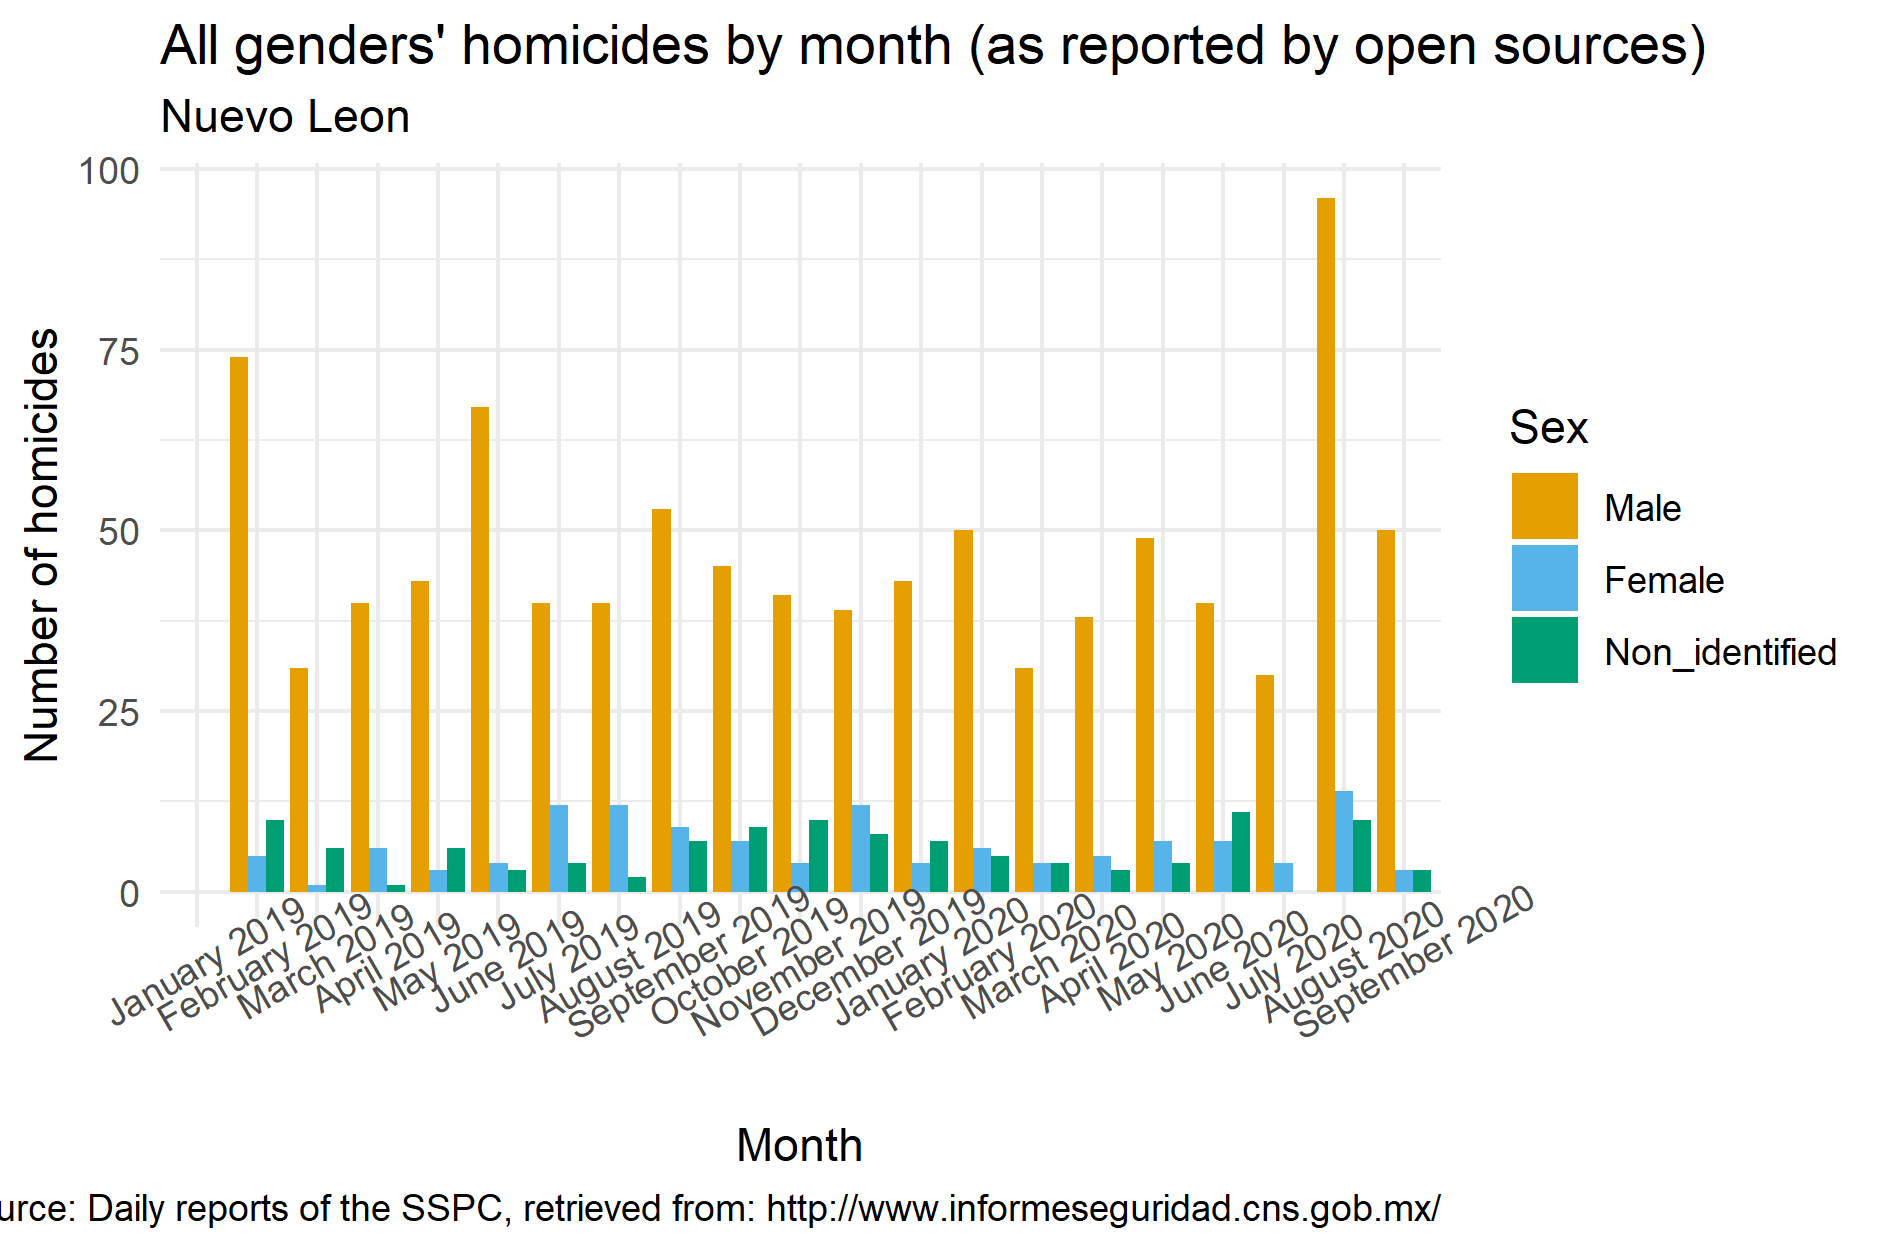 All genders' homicides by month (as reported by open sources)
Nuevo Leon
100
75
50
25
0
Number of homicides
January 2019
February 2019
March 2019
April 2019
May 2019
June 2019
July 2019
August 2019
September 2019
October 2019
November 2019
December 2019
January 2020
February 2020
March 2020
April 2020
May 2020
June 2020
July 2020
August 2020
September 2020
Month
Sex
Male
Female
Non_identified
urce: Daily reports of the SSPC, retrieved from: http://www.informeseguridad.cns.gob.mx/